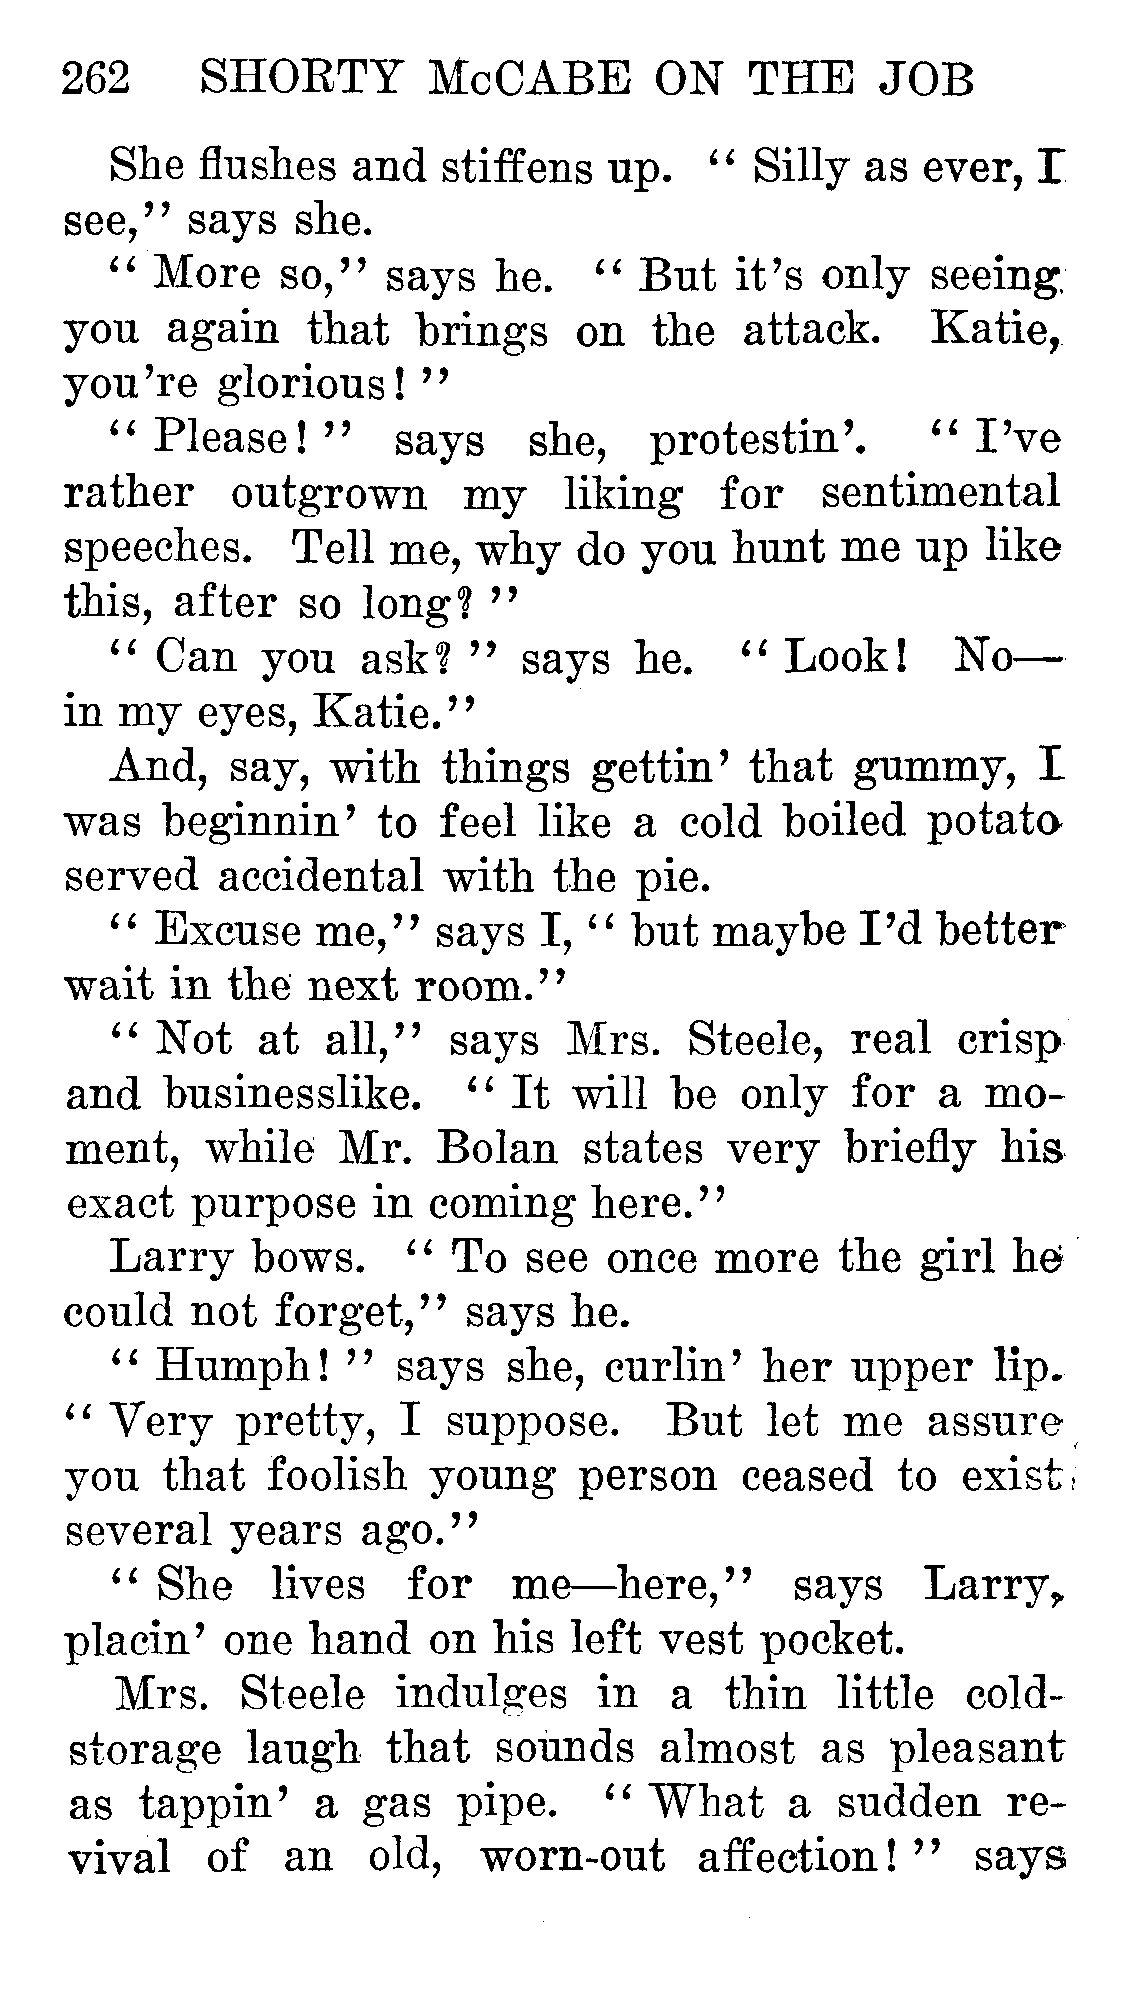 262 SHORTY McCABE ON THE JOB
She flushes and stiffens up. “Silly as ever, I
see,” says she.
“More so,” says he. “But it’s only seeing
you again that brings on the attack. Katie,
you’re glorious!”
“Please!” says she, protestin’. “I’ve
rather outgrown my liking for sentimental
speeches. Tell me, why do you hunt me up like
this, after so long?”
“Can you ask?” says he. “Look! No—
in my eyes, Katie.”
And, say, with things gettin’ that gummy, I
was beginnin’ to feel like a cold boiled potato
served accidental with the pie.
“Excuse me,” says I, “but maybe I’d better
wait in the next room.”
“Not at all,” says Mrs. Steele, real crisp
and businesslike. “It will be only for a mo-
ment, while Mr. Bolan states very briefly his
exact purpose in coming here.”
Larry bows. “To see once more the girl he
could not forget,” says he.
“Humph!” says she, curlin’ her upper lip.
“Very pretty, I suppose. But let me assure
you that foolish young person ceased to exist
several years ago.”
“She lives for me—here,” says Larry,
placin’ one hand on his left vest pocket.
Mrs. Steele indulges in a thin little cold-
storage laugh that sounds almost as pleasant
as tappin’ a gas pipe. “What a sudden re-
vival of an old, worn-out affection!” says